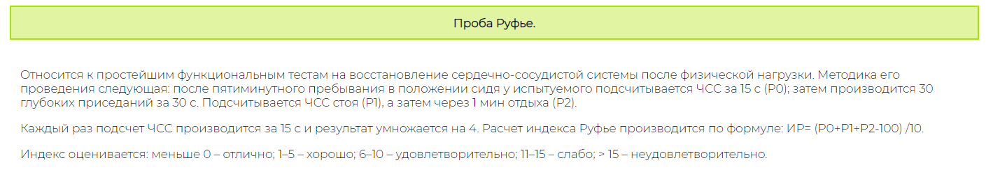 Проба Руфье.
Относится к простейшим функциональным тестам на восстановление сердечно-сосудистой системы после физической нагрузки. Методика его
проведения следующая: после пятиминутного пребывания в положении сидя у испытуемого подсчитывается ЧСС за 15 с (Р0); затем производится 30
глубоких приседаний за 30 с. Подсчитывается ЧСС стоя (Р1), а затем через 1 мин отдыха (Р2).
Каждый раз подсчет ЧСС производится за 15 с и результат умножается на 4. Расчет индекса Руфье производится по формуле: ИР= (Р0+Р1+Р2-100) /10.
Индекс оценивается: меньше 0 – отлично; 1–5 – хорошо; 6–10 – удовлетворительно; 11–15 – слабо; > 15 – неудовлетворительно.